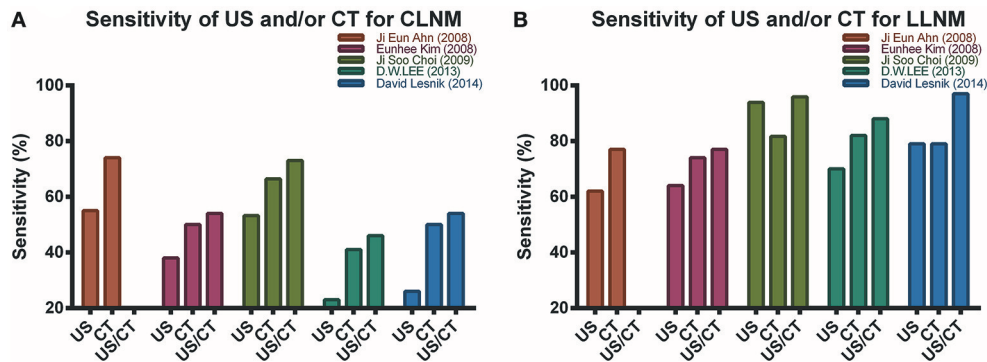 A
Sensitivity of US and/or CT for CLNM
Ji Eun Ahn (2008)
Eunhee Kim (2008)
Ji Soo Choi (2009)
D.W.LEE (2013)
David Lesnik (2014)
Sensitivity (%)
100
80
60
40
20
US CT US/CT US CT US/CT US CT US/CT US CT US/CT US CT US/CT
B
Sensitivity of US and/or CT for LLNM
Ji Eun Ahn (2008)
Eunhee Kim (2008)
Ji Soo Choi (2009)
D.W.LEE (2013)
David Lesnik (2014)
Sensitivity (%)
100
80
60
40
20
US CT US/CT US CT US/CT US CT US/CT US CT US/CT US CT US/CT